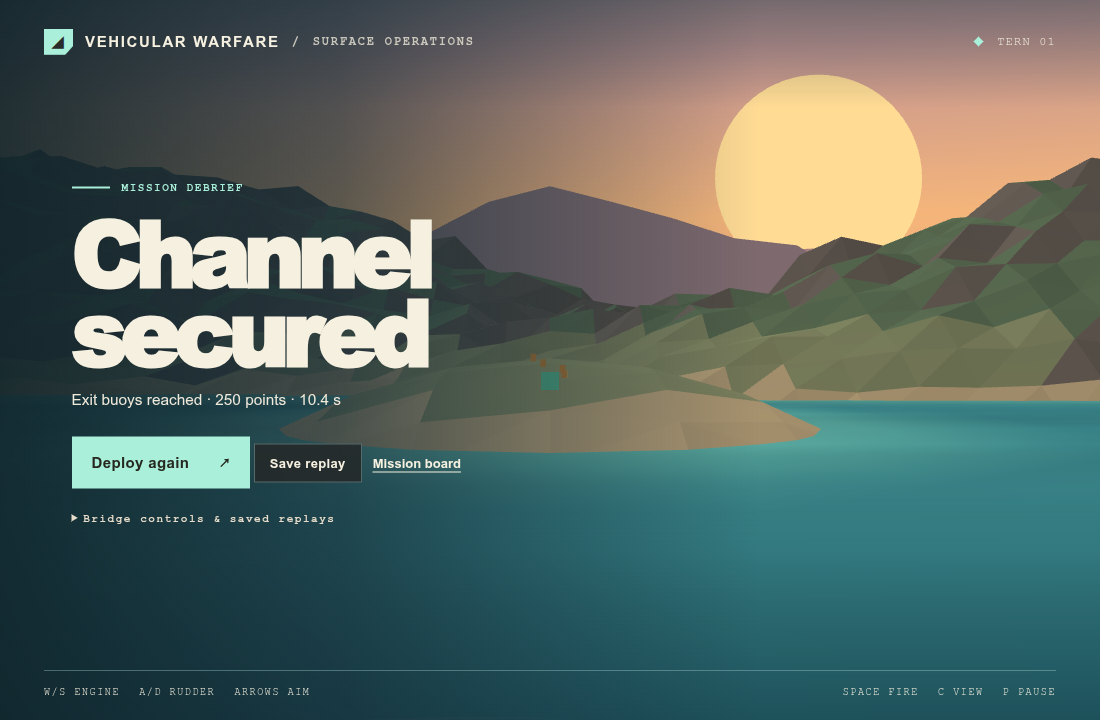 VEHICULAR WARFARE / SURFACE OPERATIONS
TERN 01
MISSION DEBRIEF
Channel
secured
Exit buoys reached · 250 points · 10.4 s
Deploy again ↗
Save replay
Mission board
Bridge controls & saved replays
W/S ENGINE A/D RUDDER ARROWS AIM
SPACE FIRE C VIEW P PAUSE